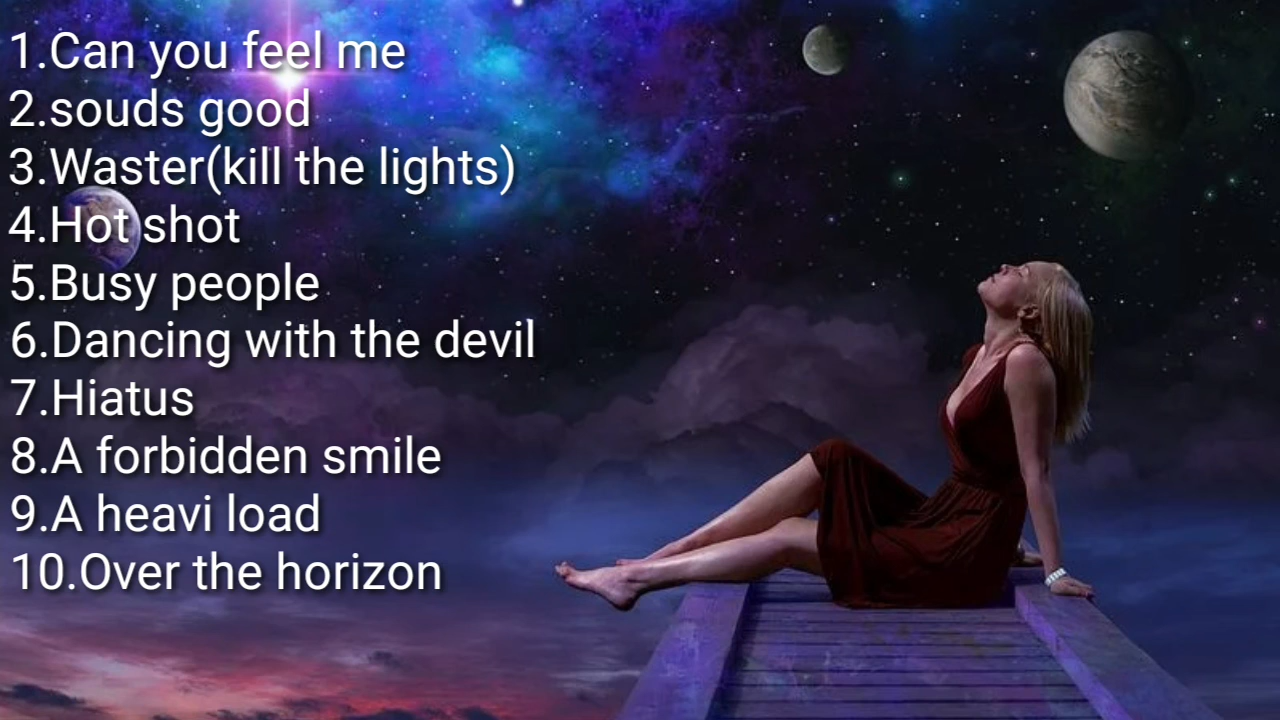 1.Can you feel me
2.souds good
3.Waster(kill the lights)
4.Hot shot
5.Busy people
6.Dancing with the devil
7.Hiatus
8.A forbidden smile
9.A heavi load
10.Over the horizon